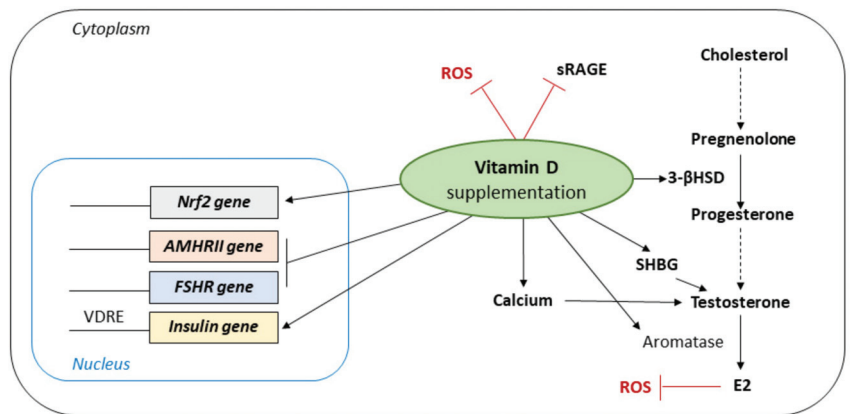 Cytoplasm
ROS
sRAGE
Cholesterol
Pregnenolone
Vitamin D
supplementation
3-βHSD
Progesterone
Nrf2 gene
AMHRII gene
FSHR gene
VDRE
Insulin gene
Nucleus
SHBG
Calcium
Testosterone
Aromatase
ROS
E2